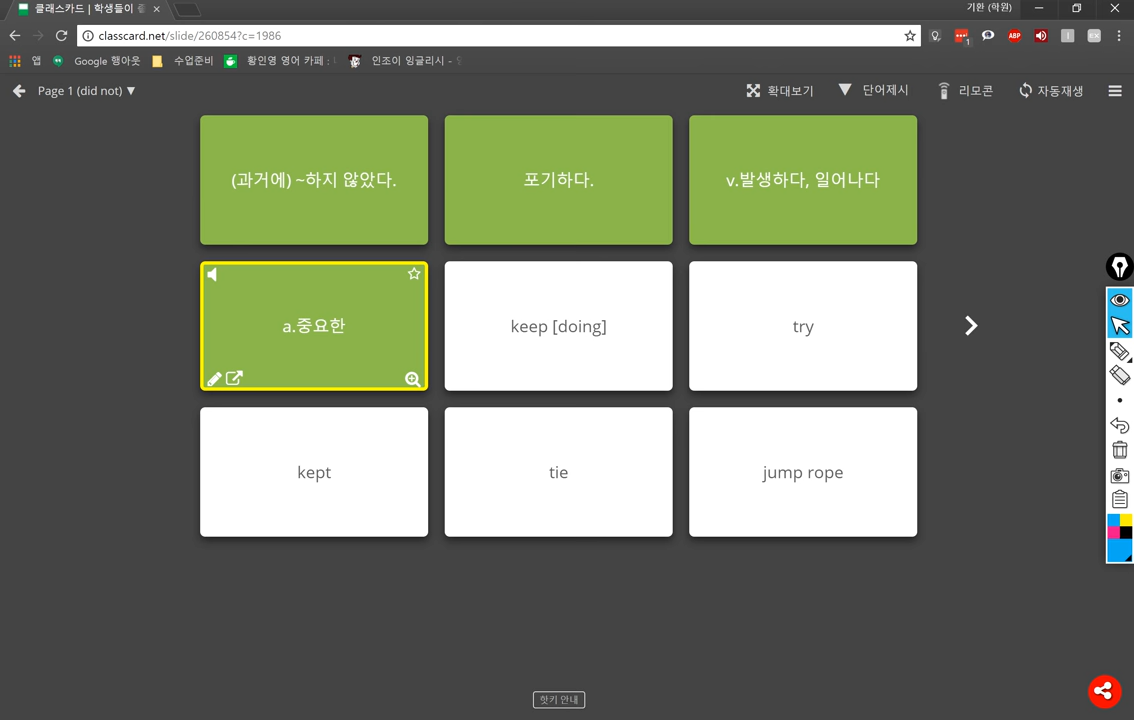 클래스카드 | 학생들이
기환 (학원)
classcard.net/slide/260854?c=1986
ABP
1
앱 Google 행아웃 수업준비 황인영 영어 카페 : 인조이 잉글리시 -
Page 1 (did not) ▼
확대보기 ▼ 단어제시 리모콘 자동재생
(과거에) ~하지 않았다.
포기하다.
v.발생하다, 일어나다
a.중요한
keep [doing]
try
kept
tie
jump rope
핫키 안내